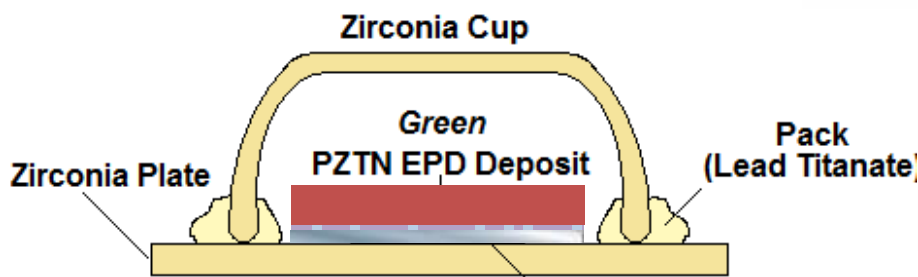 Zirconia Cup
Green
PZTN EPD Deposit
Pack
(Lead Titanate)
Zirconia Plate